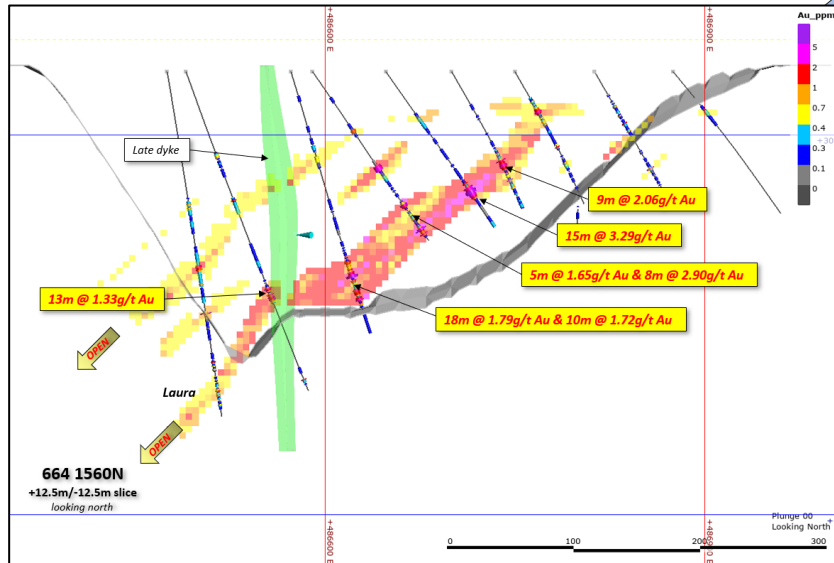 +486600 E
+486900 E
Au_ppm
5
2
1
0.7
0.4
0.3
0.1
0
Late dyke
+30
9m @ 2.06g/t Au
15m @ 3.29g/t Au
5m @ 1.65g/t Au & 8m @ 2.90g/t Au
13m @ 1.33g/t Au
18m @ 1.79g/t Au & 10m @ 1.72g/t Au
OPEN
Laura
OPEN
664 1560N
+12.5m/-12.5m slice
looking north
+486600 E
+486900 E
Plunge 00
Looking North
+
0
100
200
300